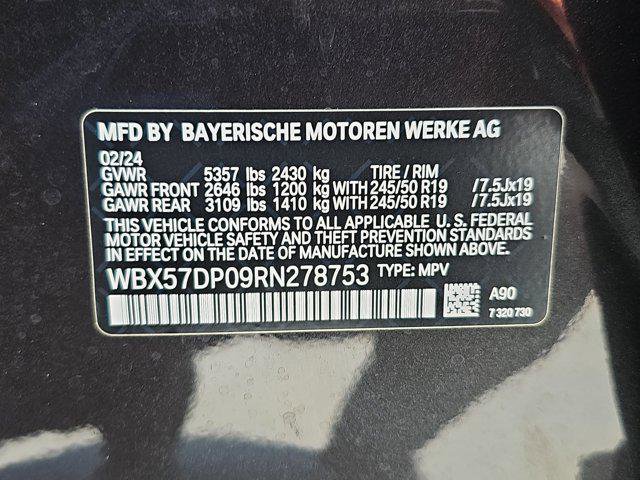 MFD BY BAYERISCHE MOTOREN WERKE AG
02/24
GVWR 5357 lbs 2430 kg TIRE / RIM
GAWR FRONT 2646 lbs 1200 kg WITH 245/50 R19 /7.5Jx19
GAWR REAR 3109 lbs 1410 kg WITH 245/50 R19 /7.5Jx19
THIS VEHICLE CONFORMS TO ALL APPLICABLE U. S. FEDERAL
MOTOR VEHICLE SAFETY AND THEFT PREVENTION STANDARDS
IN EFFECT ON THE DATE OF MANUFACTURE SHOWN ABOVE.
WBX57DP09RN278753 TYPE: MPV
A90
7 320 730